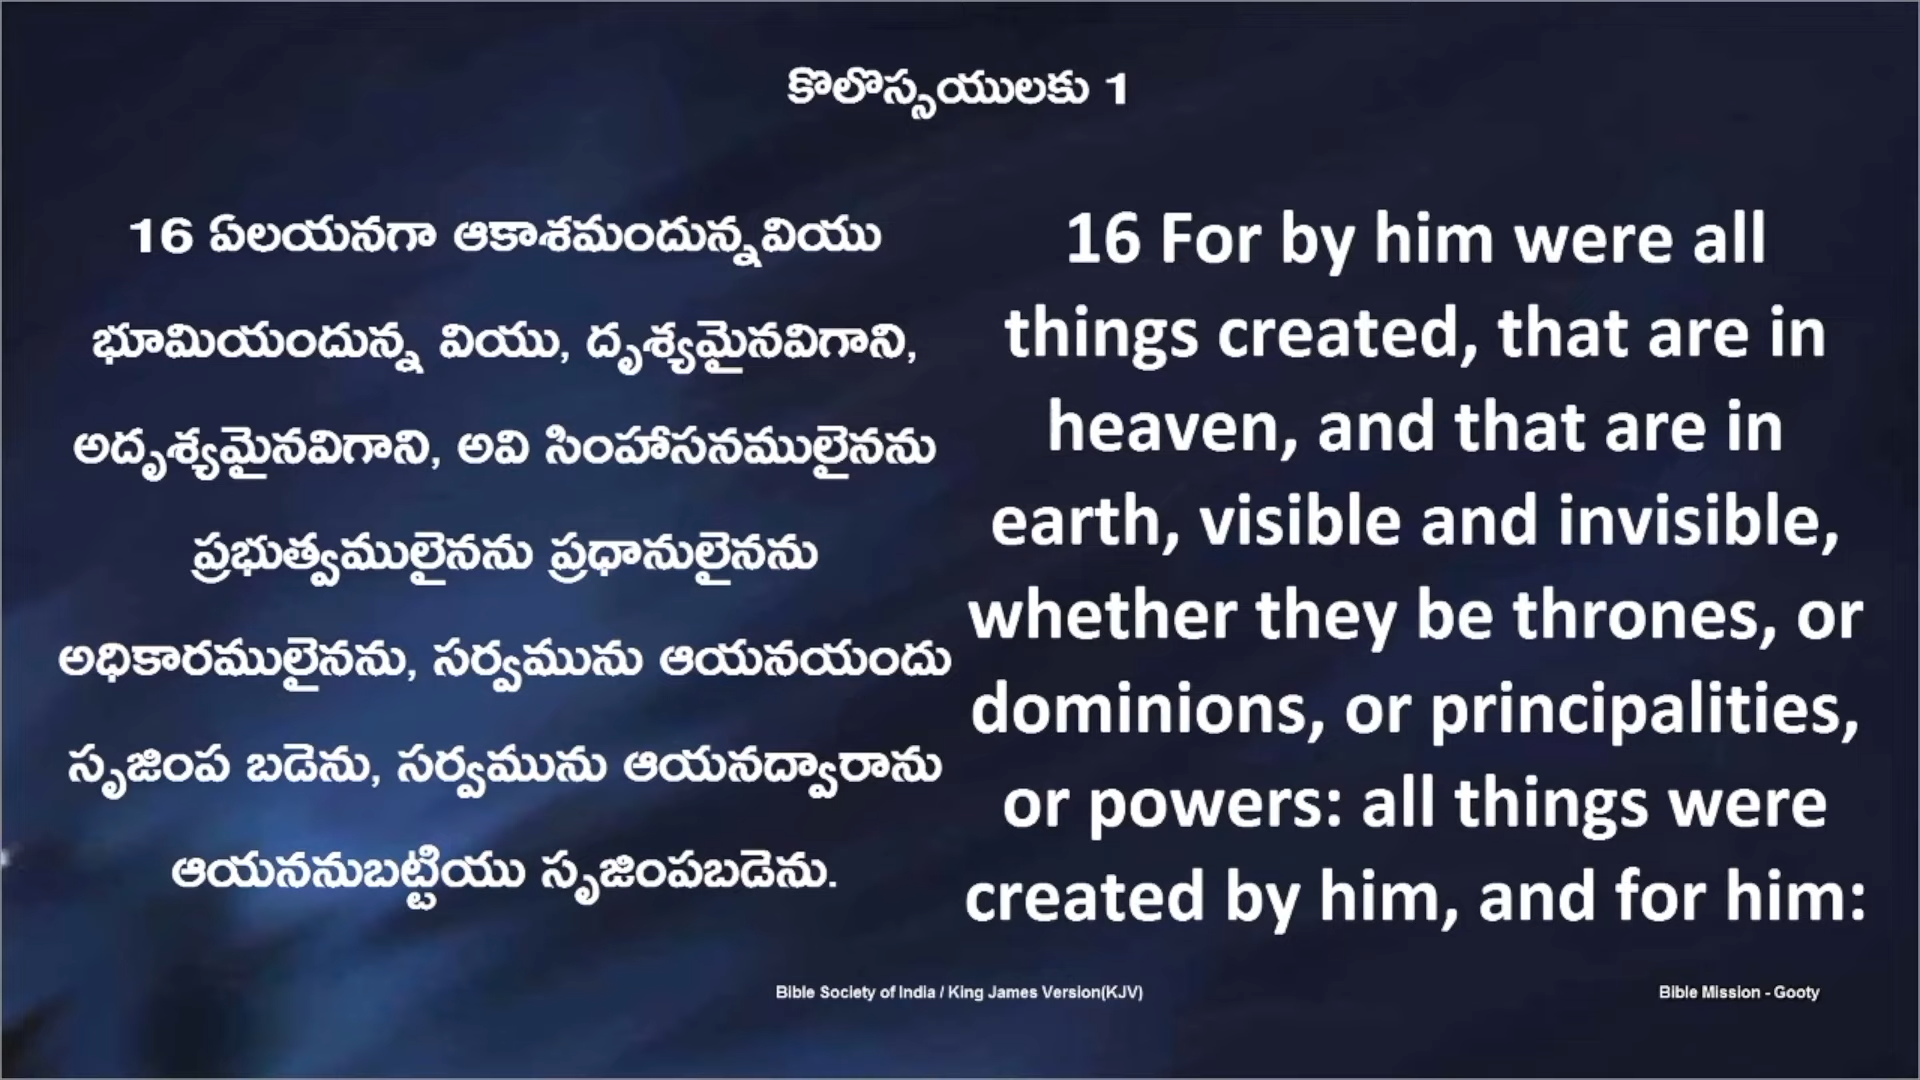 కొలొస్సయులకు 1
16 ఏలయనగా ఆకాశమందున్నవియు
భూమియందున్న వియు, దృశ్యమైనవిగాని,
అదృశ్యమైనవిగాని, అవి సింహాసనములైనను
ప్రభుత్వములైనను ప్రధానులైనను
అధికారములైనను, సర్వమును ఆయనయందు
సృజింప బడెను, సర్వమును ఆయనద్వారాను
ఆయననుబట్టియు సృజింపబడెను.
16 For by him were all
things created, that are in
heaven, and that are in
earth, visible and invisible,
whether they be thrones, or
dominions, or principalities,
or powers: all things were
created by him, and for him:
Bible Society of India / King James Version(KJV)
Bible Mission - Gooty